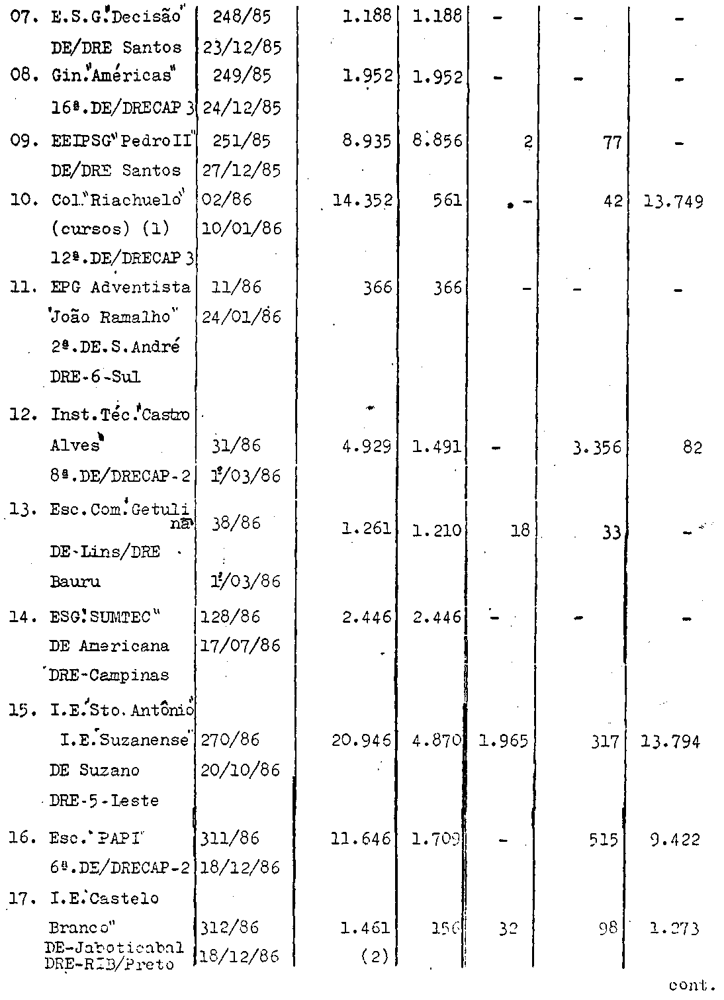 07. E.S.G."Decisão" 248/85 1.188 1.188 - - -
DE/DRE Santos 23/12/85
08. Gin."Américas" 249/85 1.952 1.952 - - -
16ª.DE/DRECAP 3 24/12/85
09. EEIPSG"Pedro II" 251/85 8.935 8.856 2 77 -
DE/DRE Santos 27/12/85
10. Col."Riachuelo" 02/86 14.352 561 - 42 13.749
(cursos) (1) 10/01/86
12ª.DE/DRECAP 3
11. EPG Adventista 11/86 366 366 - - -
"João Ramalho" 24/01/86
2ª.DE.S.André
DRE-6-Sul
12. Inst.Téc."Castro
Alves" 31/86 4.929 1.491 - 3.356 82
8ª.DE/DRECAP-2 1º/03/86
13. Esc.Com."Getuli
na" 38/86 1.261 1.210 18 33 -
DE-Lins/DRE
Bauru 1º/03/86
14. ESG."SUMTEC" 128/86 2.446 2.446 - - -
DE Americana 17/07/86
DRE-Campinas
15. I.E."Sto.Antônio"
I.E."Suzanense" 270/86 20.946 4.870 1.965 317 13.794
DE Suzano 20/10/86
DRE-5-Leste
16. Esc."PAPI" 311/86 11.646 1.709 - 515 9.422
6ª.DE/DRECAP-2 18/12/86
17. I.E."Castelo
Branco" 312/86 1.461 156 32 98 1.273
DE-Jaboticabal
DRE-RIB/Preto 18/12/86 (2)
cont.